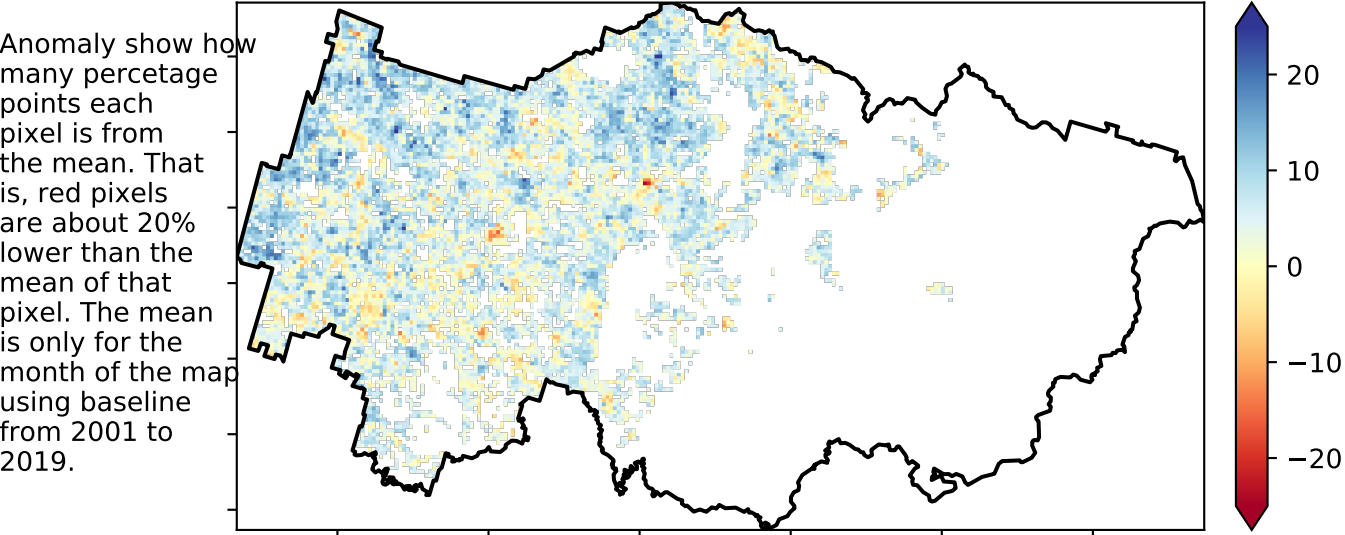 Anomaly show how
many percetage
points each
pixel is from
the mean. That
is, red pixels
are about 20%
lower than the
mean of that
pixel. The mean
is only for the
month of the map
using baseline
from 2001 to
2019.
20
10
0
−10
−20